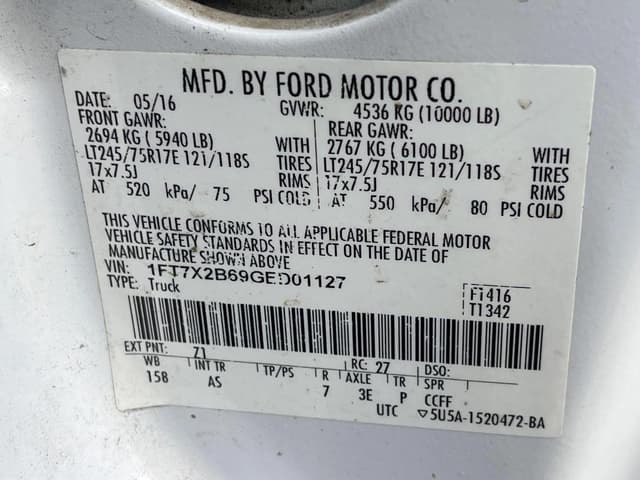 MFD. BY FORD MOTOR CO.
DATE: 05/16 GVWR: 4536 KG (10000 LB)
FRONT GAWR: REAR GAWR:
2694 KG ( 5940 LB) WITH 2767 KG ( 6100 LB) WITH
LT245/75R17E 121/118S TIRES LT245/75R17E 121/118S TIRES
17x7.5J RIMS 17x7.5J RIMS
AT 520 kPa/ 75 PSI COLD AT 550 kPa/ 80 PSI COLD
THIS VEHICLE CONFORMS TO ALL APPLICABLE FEDERAL MOTOR
VEHICLE SAFETY STANDARDS IN EFFECT ON THE DATE OF
MANUFACTURE SHOWN ABOVE
VIN: 1FT7X2B69GED01127
TYPE: Truck
F1416
T1342
EXT PNT: 71 RC: 27 DSO:
WB INT TR TP/PS R AXLE TR SPR
158 AS 7 3E P CCFF
UTC ▽5U5A-1520472-BA